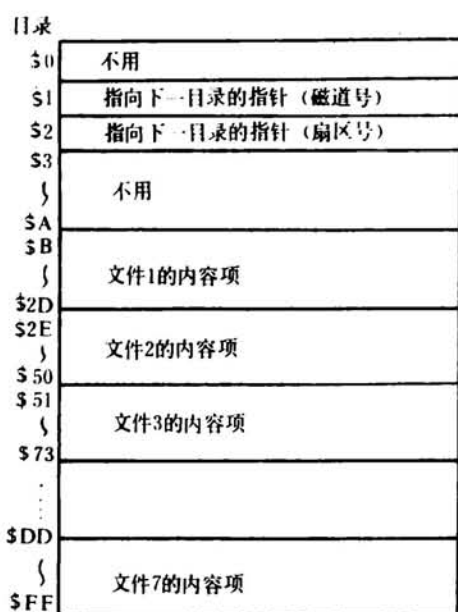 目录
$0 不用
$1 指向下一目录的指针（磁道号）
$2 指向下一目录的指针（扇区号）
$3
不用
$A
$B
文件1的内容项
$2D
$2E
文件2的内容项
$50
$51
文件3的内容项
$73
$DD
文件7的内容项
$FF